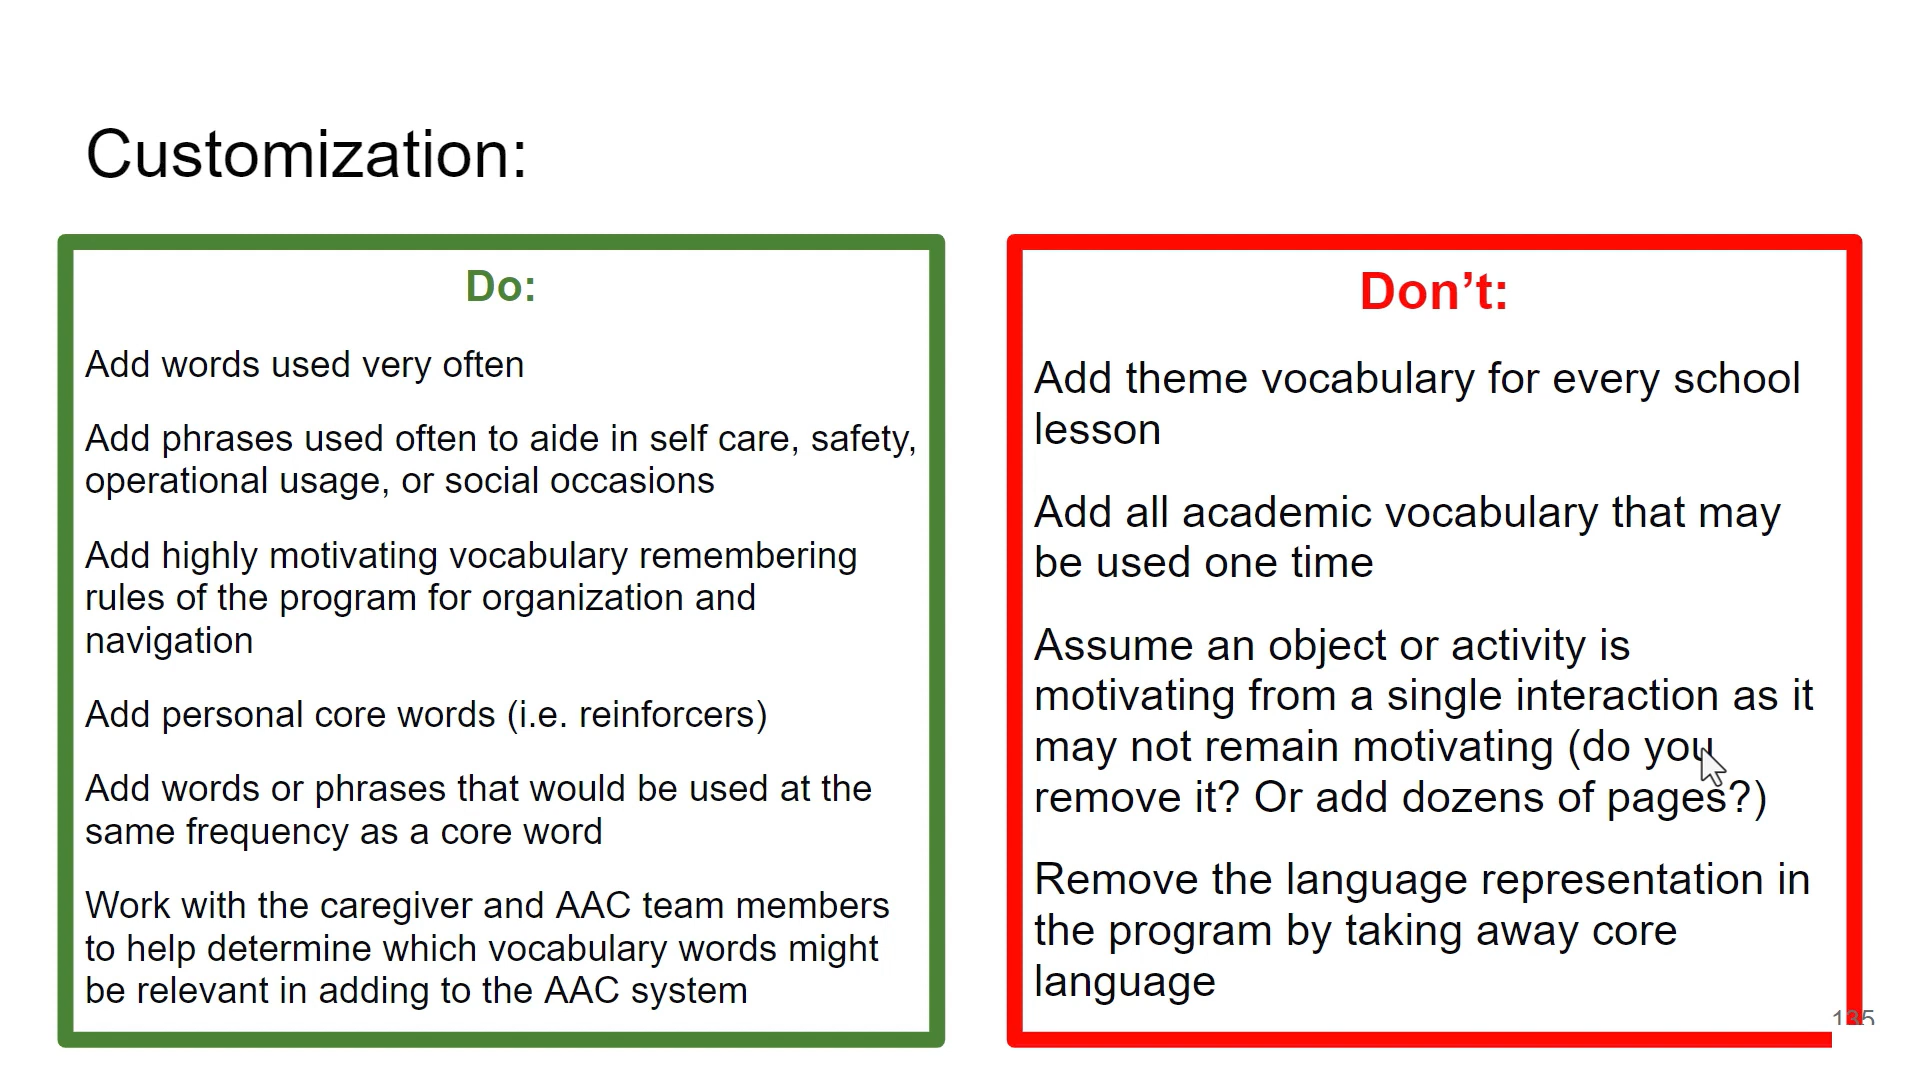 Customization:
Do:
Add words used very often
Add phrases used often to aide in self care, safety,
operational usage, or social occasions
Add highly motivating vocabulary remembering
rules of the program for organization and
navigation
Add personal core words (i.e. reinforcers)
Add words or phrases that would be used at the
same frequency as a core word
Work with the caregiver and AAC team members
to help determine which vocabulary words might
be relevant in adding to the AAC system
Don’t:
Add theme vocabulary for every school
lesson
Add all academic vocabulary that may
be used one time
Assume an object or activity is
motivating from a single interaction as it
may not remain motivating (do you
remove it? Or add dozens of pages?)
Remove the language representation in
the program by taking away core
language
135